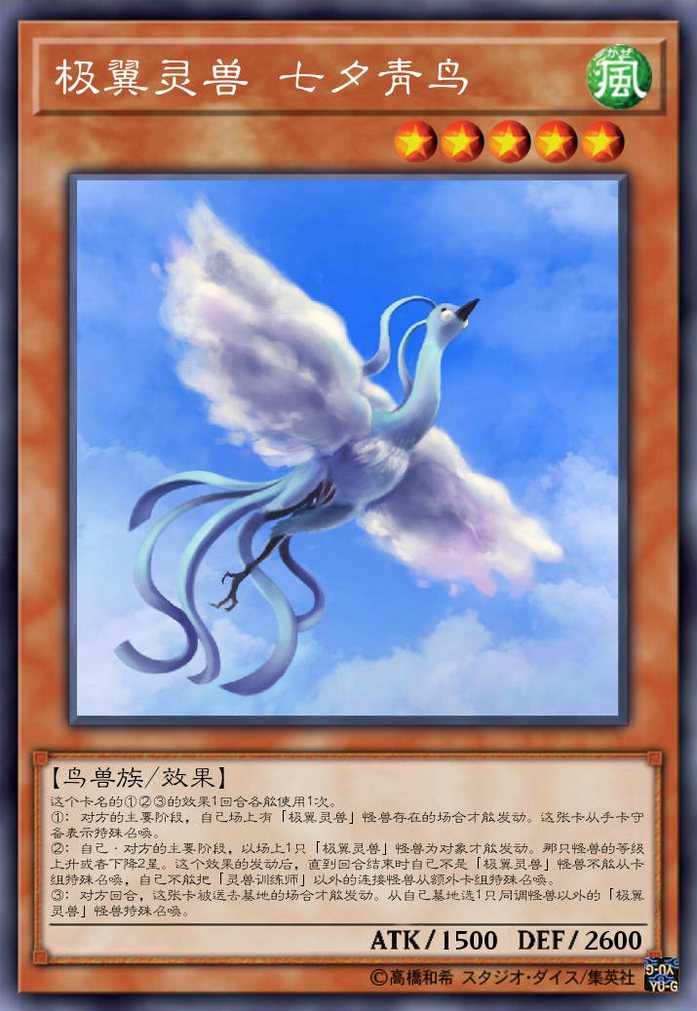 极翼灵兽 七夕青鸟
かぜ
風
【鸟兽族/效果】
这个卡名的①②③的效果1回合各能使用1次。
①：对方的主要阶段，自己场上有「极翼灵兽」怪兽存在的场合才能发动。这张卡从手卡守
备表示特殊召唤。
②：自己·对方的主要阶段，以场上1只「极翼灵兽」怪兽为对象才能发动。那只怪兽的等级
上升或者下降2星。这个效果的发动后，直到回合结束时自己不是「极翼灵兽」怪兽不能从卡
组特殊召唤，自己不能把「灵兽训练师」以外的连接怪兽从额外卡组特殊召唤。
③：对方回合，这张卡被送去墓地的场合才能发动。从自己墓地选1只同调怪兽以外的「极翼
灵兽」怪兽特殊召唤。
ATK/1500 DEF/2600
©高橋和希 スタジオ・ダイス/集英社